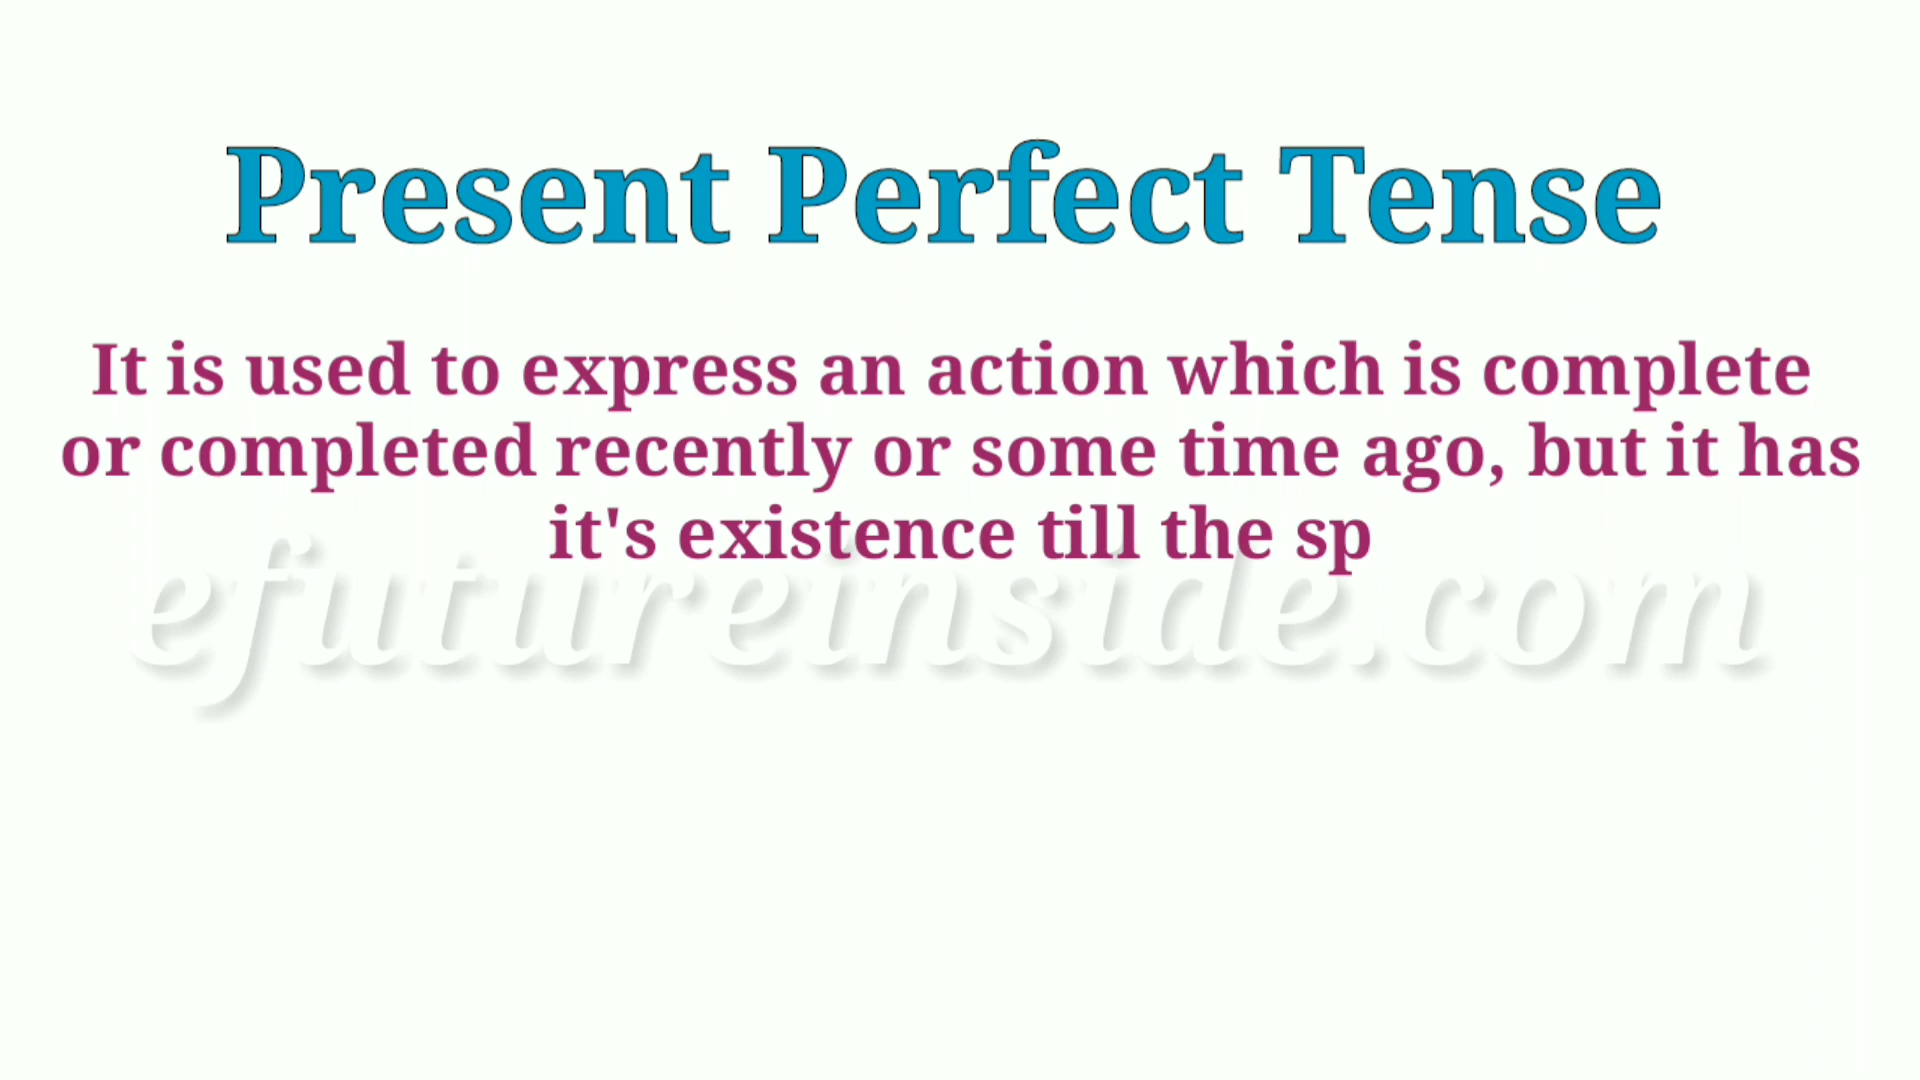 Present Perfect Tense
It is used to express an action which is complete
or completed recently or some time ago, but it has
it's existence till the sp
efutureinside.com